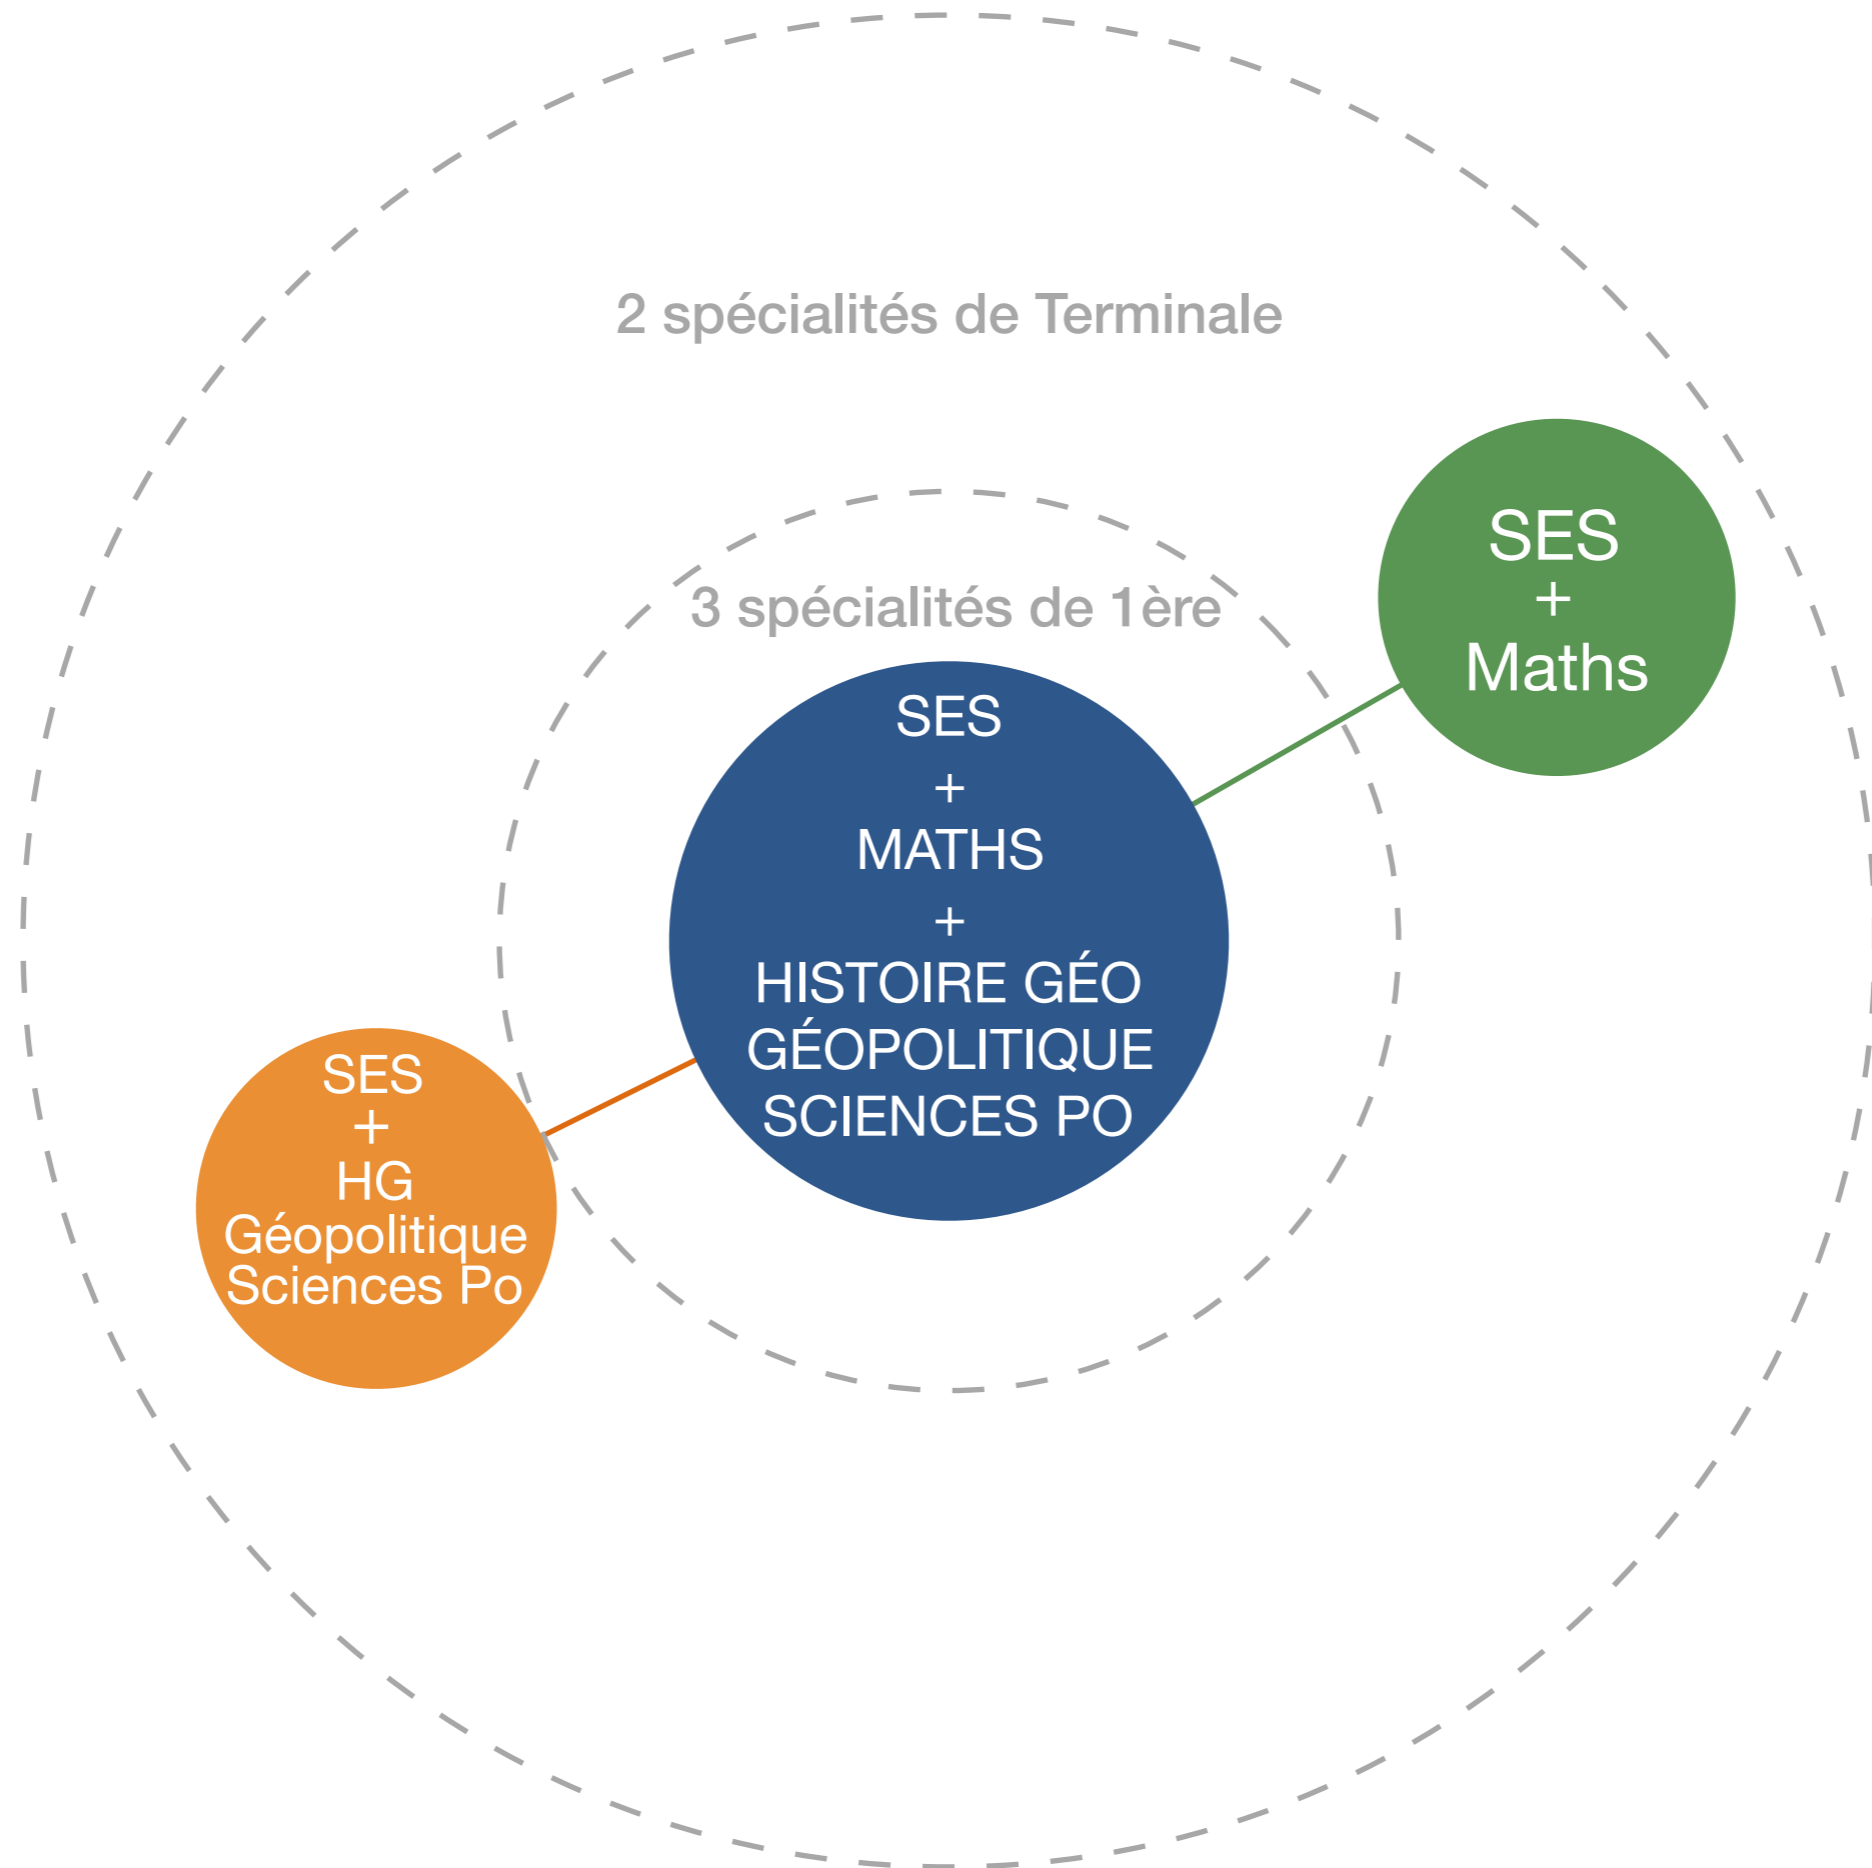 2 spécialités de Terminale
3 spécialités de 1ère
SES
+
Maths
SES
+
MATHS
+
HISTOIRE GÉO
GÉOPOLITIQUE
SCIENCES PO
SES
+
HG
Géopolitique
Sciences Po